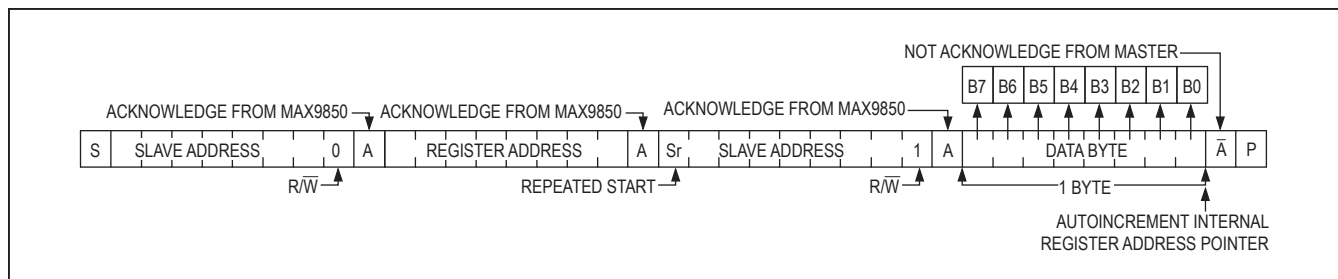 NOT ACKNOWLEDGE FROM MASTER
B7 B6 B5 B4 B3 B2 B1 B0
ACKNOWLEDGE FROM MAX9850 ACKNOWLEDGE FROM MAX9850 ACKNOWLEDGE FROM MAX9850
S SLAVE ADDRESS 0 A REGISTER ADDRESS A Sr SLAVE ADDRESS 1 A DATA BYTE A̅ P
R/W̅ REPEATED START R/W̅ 1 BYTE
AUTOINCREMENT INTERNAL
REGISTER ADDRESS POINTER